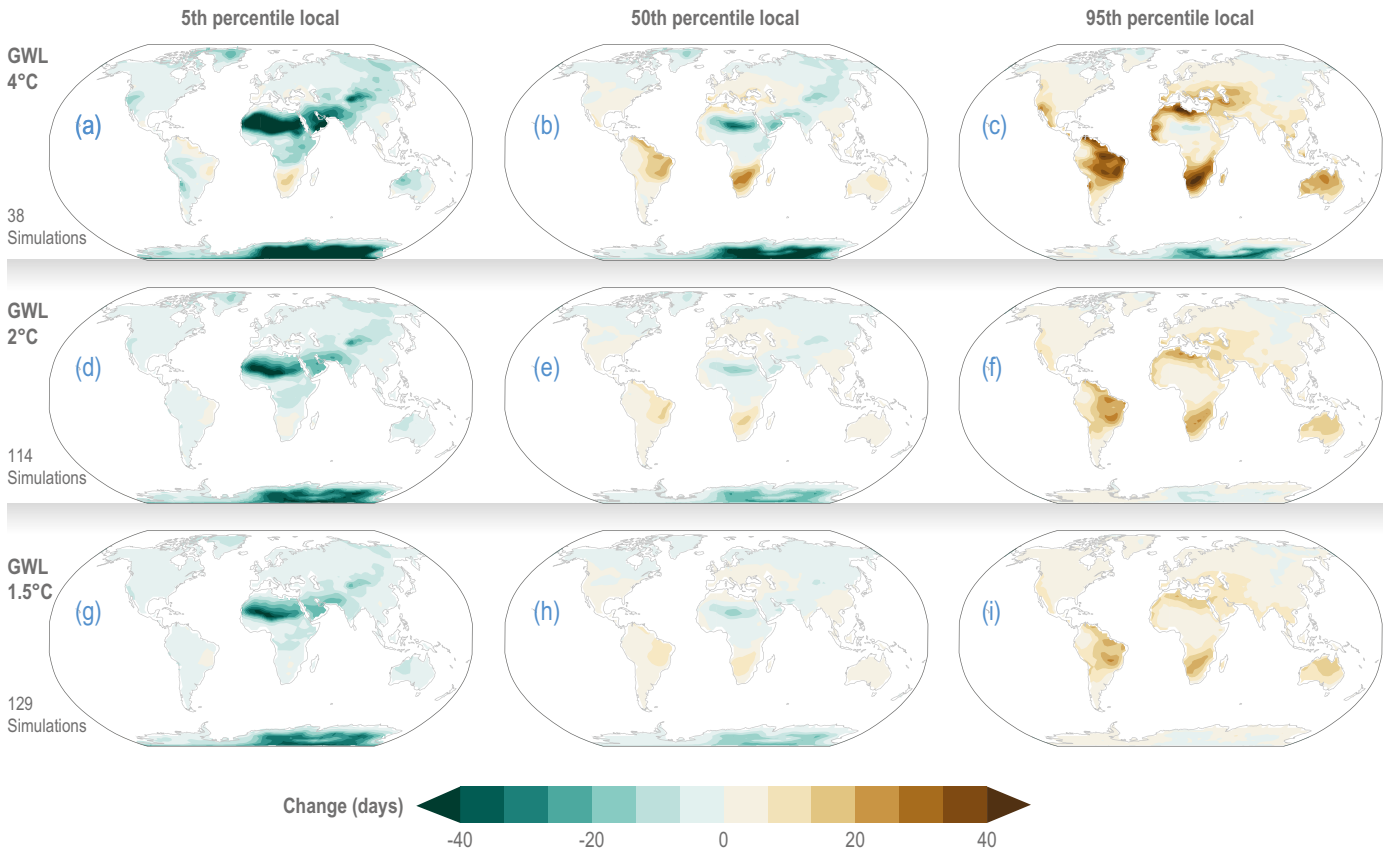 5th percentile local
50th percentile local
95th percentile local
GWL
4°C
(a)
(b)
(c)
38
Simulations
GWL
2°C
(d)
(e)
(f)
114
Simulations
GWL
1.5°C
(g)
(h)
(i)
129
Simulations
Change (days)
-40
-20
0
20
40